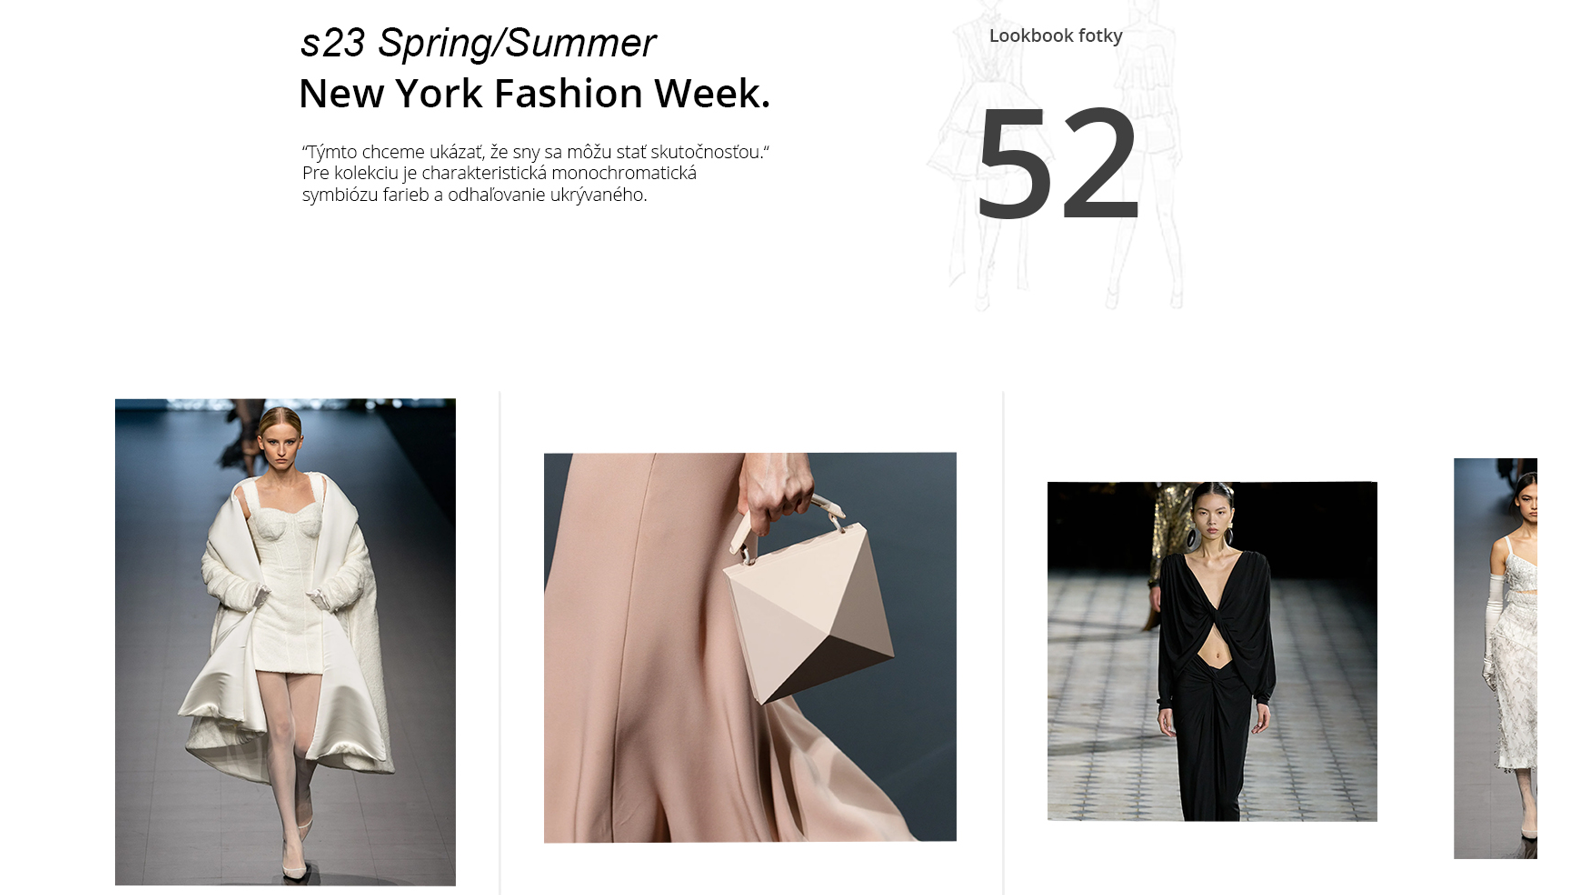 s23 Spring/Summer
New York Fashion Week.
“Týmto chceme ukázať, že sny sa môžu stať skutočnosťou.“
Pre kolekciu je charakteristická monochromatická
symbiózu farieb a odhaľovanie ukrývaného.
Lookbook fotky
52